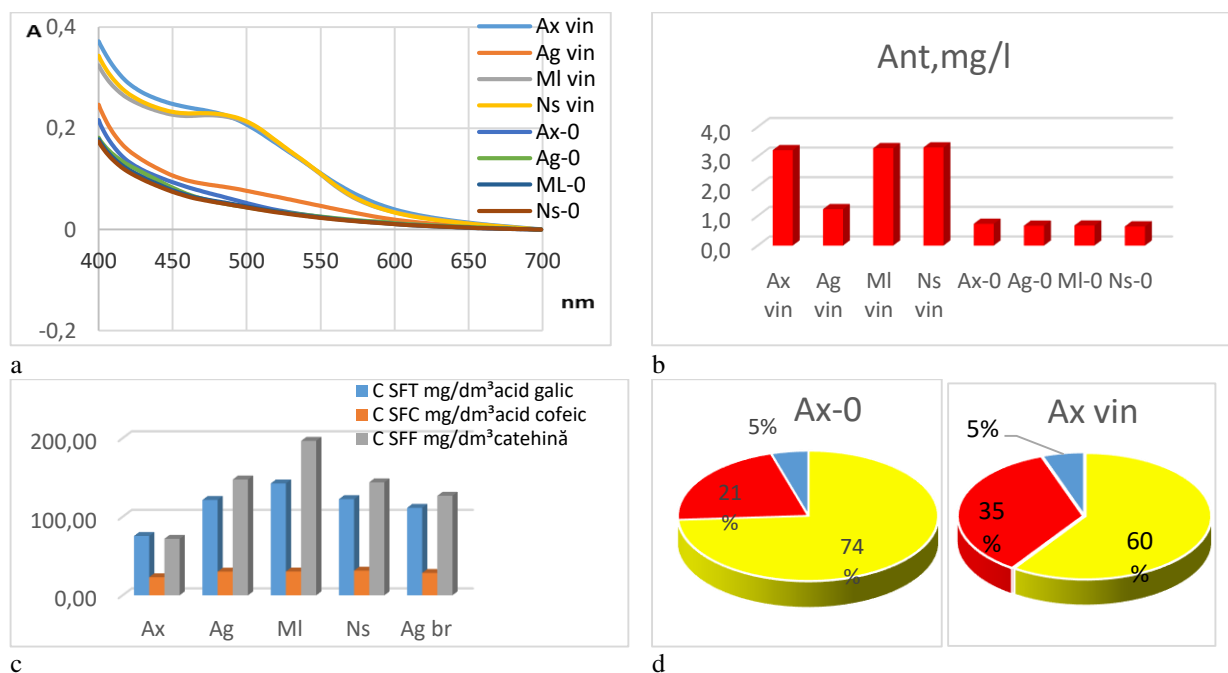 A
0,4
0,2
0
-0,2
400 450 500 550 600 650 700
nm
Ax vin
Ag vin
Ml vin
Ns vin
Ax-0
Ag-0
ML-0
Ns-0
a
Ant,mg/l
4,0
3,0
2,0
1,0
0,0
Ax Ag Ml Ns Ax-0 Ag-0 Ml-0 Ns-0
vin vin vin vin
b
C SFT mg/dm³acid galic
C SFC mg/dm³acid cofeic
C SFF mg/dm³catehină
200,00
100,00
0,00
Ax Ag Ml Ns Ag br
c
Ax-0
5%
21
%
74
%
Ax vin
5%
35
%
60
%
d